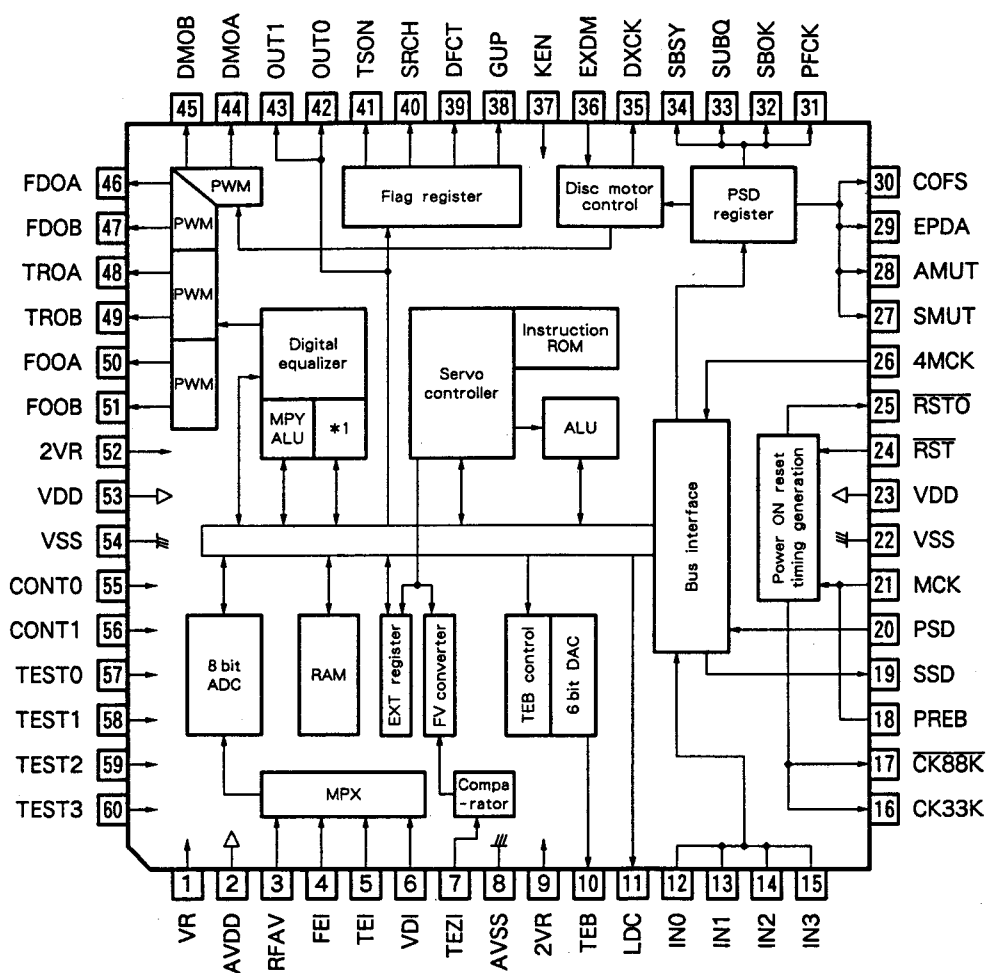 DMOB DMOA OUT1 OUT0 TSON SRCH DFCT GUP KEN EXDM DXCK SBSY SUBQ SBOK PFCK
45 44 43 42 41 40 39 38 37 36 35 34 33 32 31
FDOA 46
FDOB 47
TROA 48
TROB 49
FOOA 50
FOOB 51
2VR 52
VDD 53
VSS 54
CONT0 55
CONT1 56
TEST0 57
TEST1 58
TEST2 59
TEST3 60
PWM
PWM
PWM
PWM
Flag register
Disc motor
control
PSD
register
Digital
equalizer
MPY
ALU
*1
Servo
controller
Instruction
ROM
ALU
Bus interface
Power ON reset
timing generation
8 bit
ADC
RAM
EXT register
FV converter
TEB control
6 bit DAC
MPX
Compa
-rator
30 COFS
29 EPDA
28 AMUT
27 SMUT
26 4MCK
25 RSTO
24 RST
23 VDD
22 VSS
21 MCK
20 PSD
19 SSD
18 PREB
17 CK88K
16 CK33K
1 2 3 4 5 6 7 8 9 10 11 12 13 14 15
VR AVDD RFAV FEI TEI VDI TEZI AVSS 2VR TEB LDC IN0 IN1 IN2 IN3